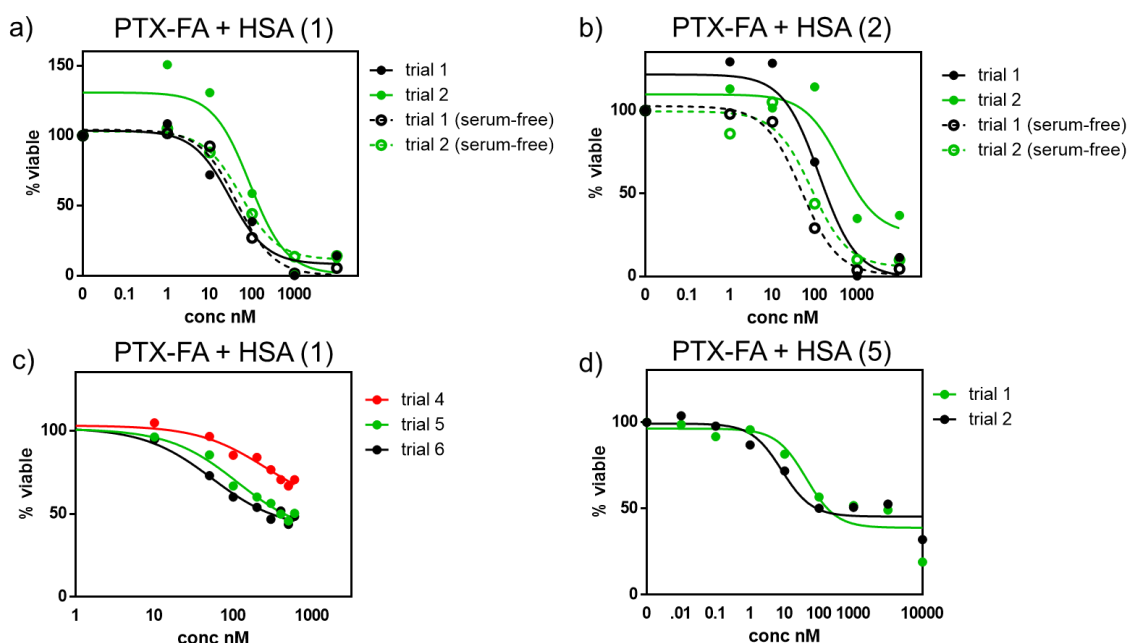 a) PTX-FA + HSA (1)
150
100
50
0
% viable
0 0.1 1 10 100 1000
conc nM
trial 1
trial 2
trial 1 (serum-free)
trial 2 (serum-free)
b) PTX-FA + HSA (2)
100
50
0
% viable
0 0.1 1 10 100 1000
conc nM
trial 1
trial 2
trial 1 (serum-free)
trial 2 (serum-free)
c) PTX-FA + HSA (1)
100
50
0
% viable
1 10 100 1000
conc nM
trial 4
trial 5
trial 6
d) PTX-FA + HSA (5)
100
50
0
% viable
0 .01 0.1 1 10 100 1000 10000
conc nM
trial 1
trial 2